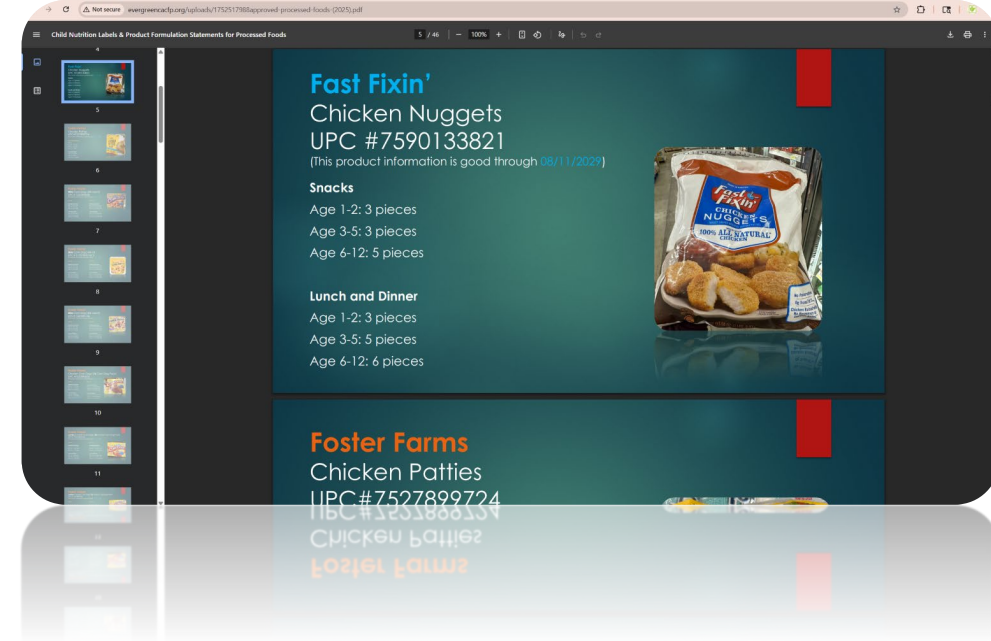 Not secure evergreencacfp.org/uploads/1752517988approved-processed-foods-(2025).pdf
Child Nutrition Labels & Product Formulation Statements for Processed Foods
5 / 46
100%
4
5
6
7
8
9
10
11
Fast Fixin'
Chicken Nuggets
UPC #7590133821
(This product information is good through 08/11/2029)
Snacks
Age 1-2: 3 pieces
Age 3-5: 3 pieces
Age 6-12: 5 pieces
Lunch and Dinner
Age 1-2: 3 pieces
Age 3-5: 5 pieces
Age 6-12: 6 pieces
Fast
Fixin'
CHICKEN
NUGGETS
100% ALL NATURAL
CHICKEN
Foster Farms
Chicken Patties
UPC#7527899724